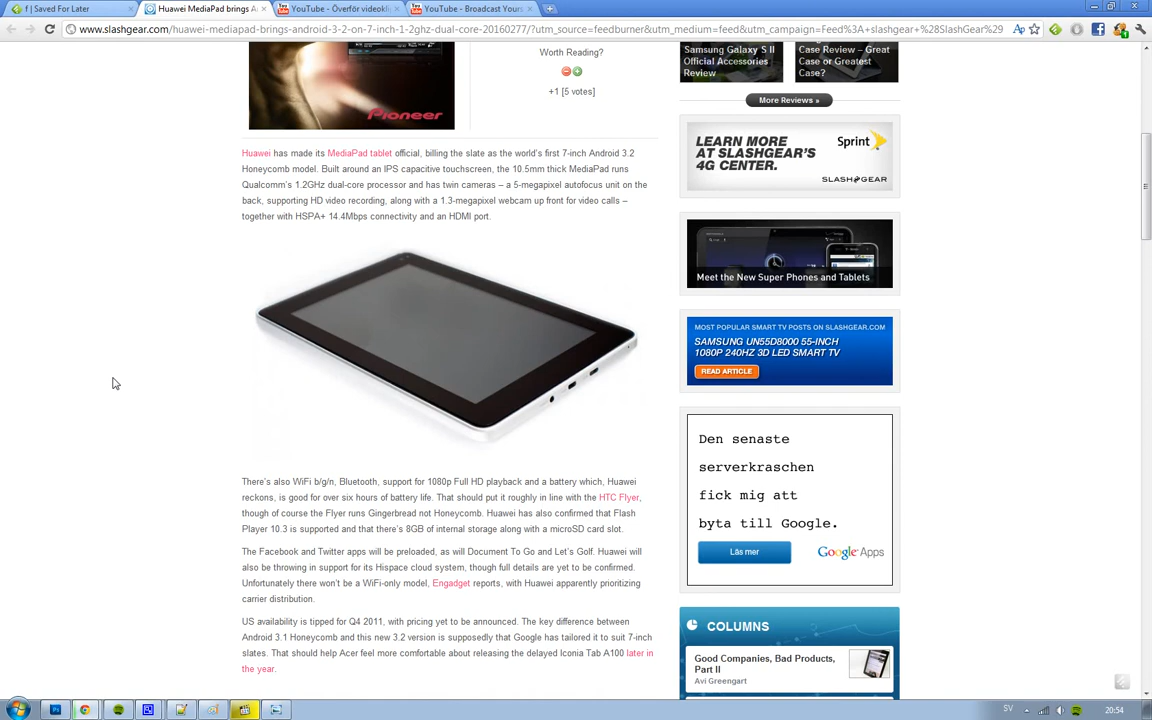 f | Saved For Later
Huawei MediaPad brings A
YouTube - Överför videokli
YouTube - Broadcast Yours
www.slashgear.com/huawei-mediapad-brings-android-3-2-on-7-inch-1-2ghz-dual-core-20160277/?utm_source=feedburner&utm_medium=feed&utm_campaign=Feed%3A+slashgear+%28SlashGear%29
Pioneer
Worth Reading?
+1 [5 votes]
Samsung Galaxy S II
Official Accessories
Review
Case Review – Great
Case or Greatest
Case?
More Reviews »
Huawei has made its MediaPad tablet official, billing the slate as the world's first 7-inch Android 3.2
Honeycomb model. Built around an IPS capacitive touchscreen, the 10.5mm thick MediaPad runs
Qualcomm's 1.2GHz dual-core processor and has twin cameras – a 5-megapixel autofocus unit on the
back, supporting HD video recording, along with a 1.3-megapixel webcam up front for video calls –
together with HSPA+ 14.4Mbps connectivity and an HDMI port.
There's also WiFi b/g/n, Bluetooth, support for 1080p Full HD playback and a battery which, Huawei
reckons, is good for over six hours of battery life. That should put it roughly in line with the HTC Flyer,
though of course the Flyer runs Gingerbread not Honeycomb. Huawei has also confirmed that Flash
Player 10.3 is supported and that there's 8GB of internal storage along with a microSD card slot.
The Facebook and Twitter apps will be preloaded, as will Document To Go and Let's Golf. Huawei will
also be throwing in support for its Hispace cloud system, though full details are yet to be confirmed.
Unfortunately there won't be a WiFi-only model, Engadget reports, with Huawei apparently prioritizing
carrier distribution.
US availability is tipped for Q4 2011, with pricing yet to be announced. The key difference between
Android 3.1 Honeycomb and this new 3.2 version is supposedly that Google has tailored it to suit 7-inch
slates. That should help Acer feel more comfortable about releasing the delayed Iconia Tab A100 later in
the year.
LEARN MORE
AT SLASHGEAR'S
4G CENTER.
Sprint
SLASHGEAR
Meet the New Super Phones and Tablets
MOST POPULAR SMART TV POSTS ON SLASHGEAR.COM
SAMSUNG UN55D8000 55-INCH
1080P 240HZ 3D LED SMART TV
READ ARTICLE
Den senaste
serverkraschen
fick mig att
byta till Google.
Läs mer
Google Apps
COLUMNS
Good Companies, Bad Products,
Part II
Avi Greengart
SV
20:54